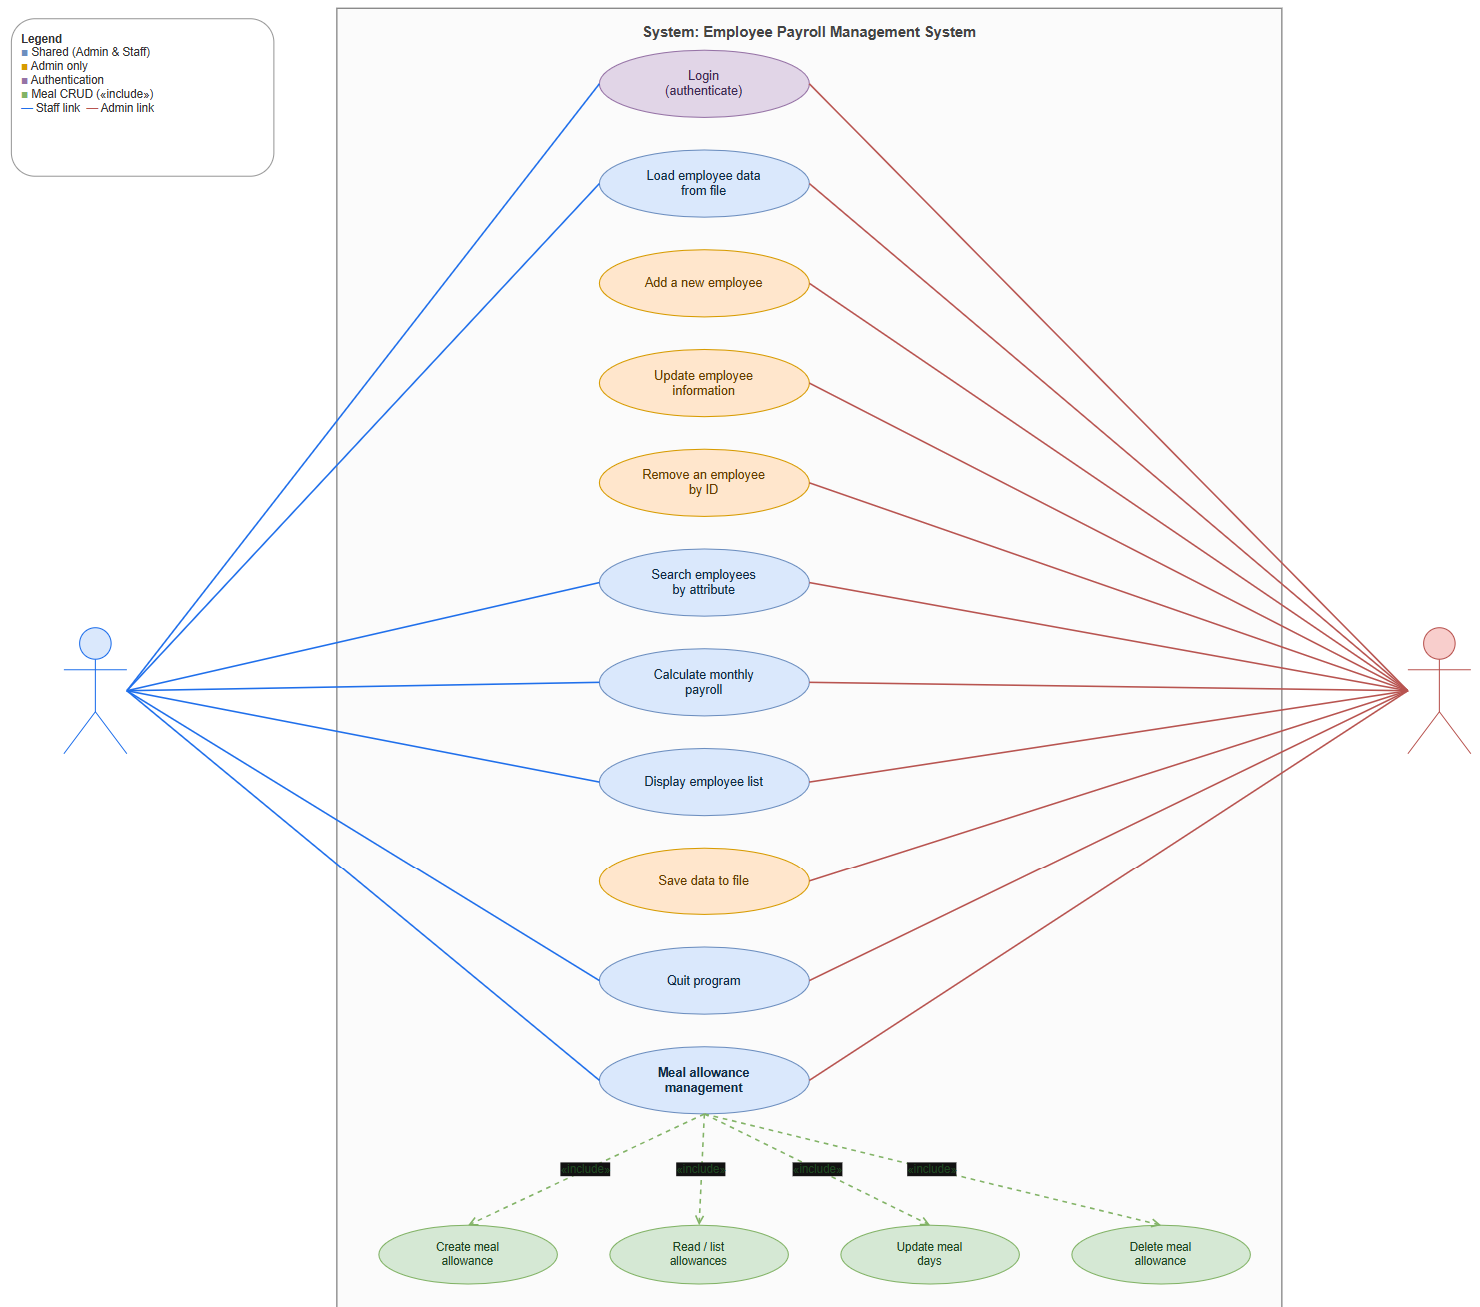 Legend
■ Shared (Admin & Staff)
■ Admin only
■ Authentication
■ Meal CRUD («include»)
— Staff link — Admin link
System: Employee Payroll Management System
Login
(authenticate)
Load employee data
from file
Add a new employee
Update employee
information
Remove an employee
by ID
Search employees
by attribute
Calculate monthly
payroll
Display employee list
Save data to file
Quit program
Meal allowance
management
«include»
«include»
«include»
«include»
Create meal
allowance
Read / list
allowances
Update meal
days
Delete meal
allowance